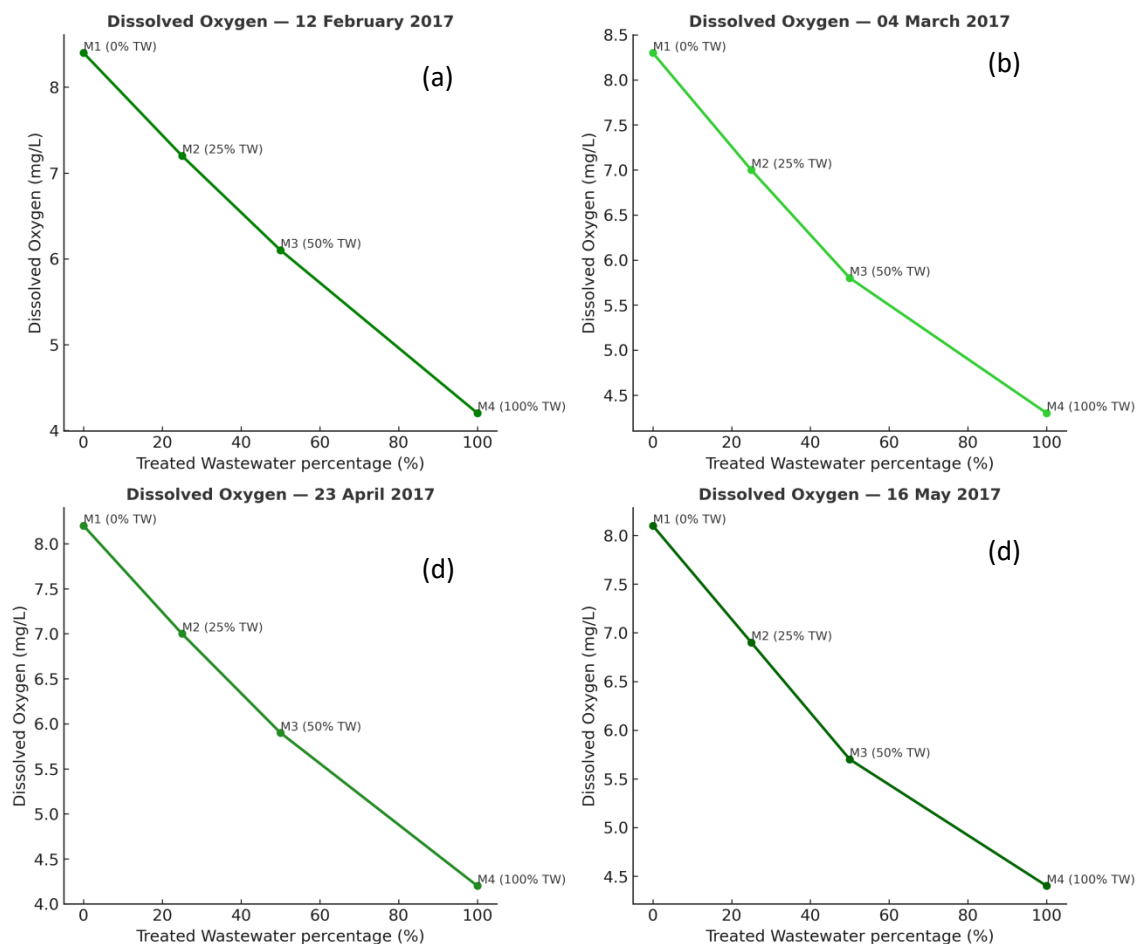 Dissolved Oxygen — 12 February 2017
(a)
M1 (0% TW)
M2 (25% TW)
M3 (50% TW)
M4 (100% TW)
Dissolved Oxygen (mg/L)
8
7
6
5
4
0 20 40 60 80 100
Treated Wastewater percentage (%)
Dissolved Oxygen — 04 March 2017
(b)
M1 (0% TW)
M2 (25% TW)
M3 (50% TW)
M4 (100% TW)
Dissolved Oxygen (mg/L)
8.5
8.0
7.5
7.0
6.5
6.0
5.5
5.0
4.5
0 20 40 60 80 100
Treated Wastewater percentage (%)
Dissolved Oxygen — 23 April 2017
(d)
M1 (0% TW)
M2 (25% TW)
M3 (50% TW)
M4 (100% TW)
Dissolved Oxygen (mg/L)
8.0
7.5
7.0
6.5
6.0
5.5
5.0
4.5
4.0
0 20 40 60 80 100
Treated Wastewater percentage (%)
Dissolved Oxygen — 16 May 2017
(d)
M1 (0% TW)
M2 (25% TW)
M3 (50% TW)
M4 (100% TW)
Dissolved Oxygen (mg/L)
8.0
7.5
7.0
6.5
6.0
5.5
5.0
4.5
0 20 40 60 80 100
Treated Wastewater percentage (%)